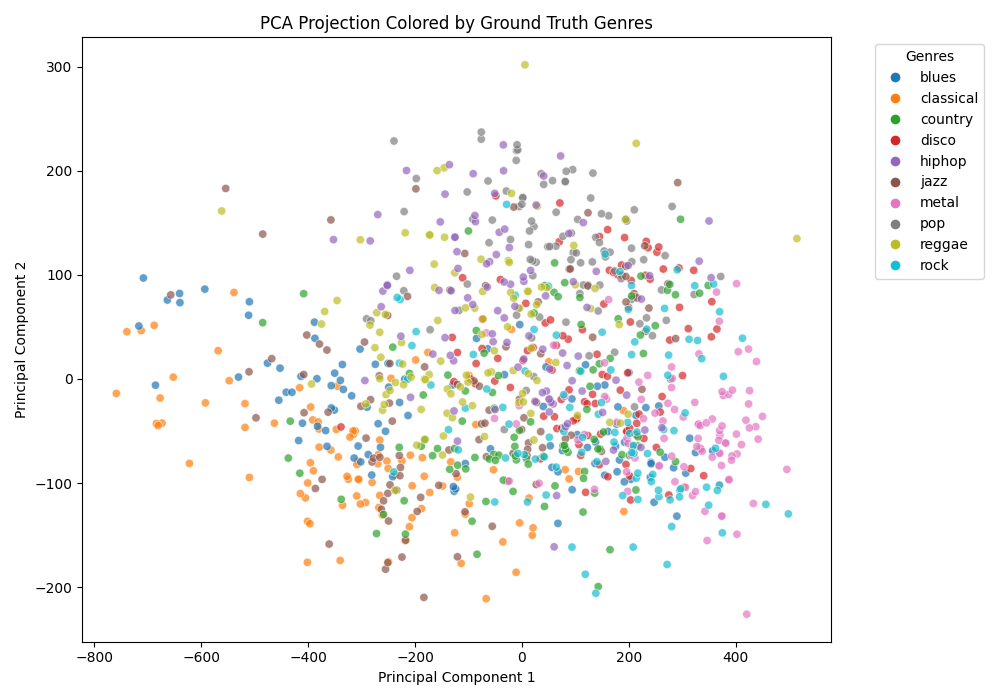 PCA Projection Colored by Ground Truth Genres
Genres
blues
classical
country
disco
hiphop
jazz
metal
pop
reggae
rock
Principal Component 2
300
200
100
0
−100
−200
−800
−600
−400
−200
0
200
400
Principal Component 1